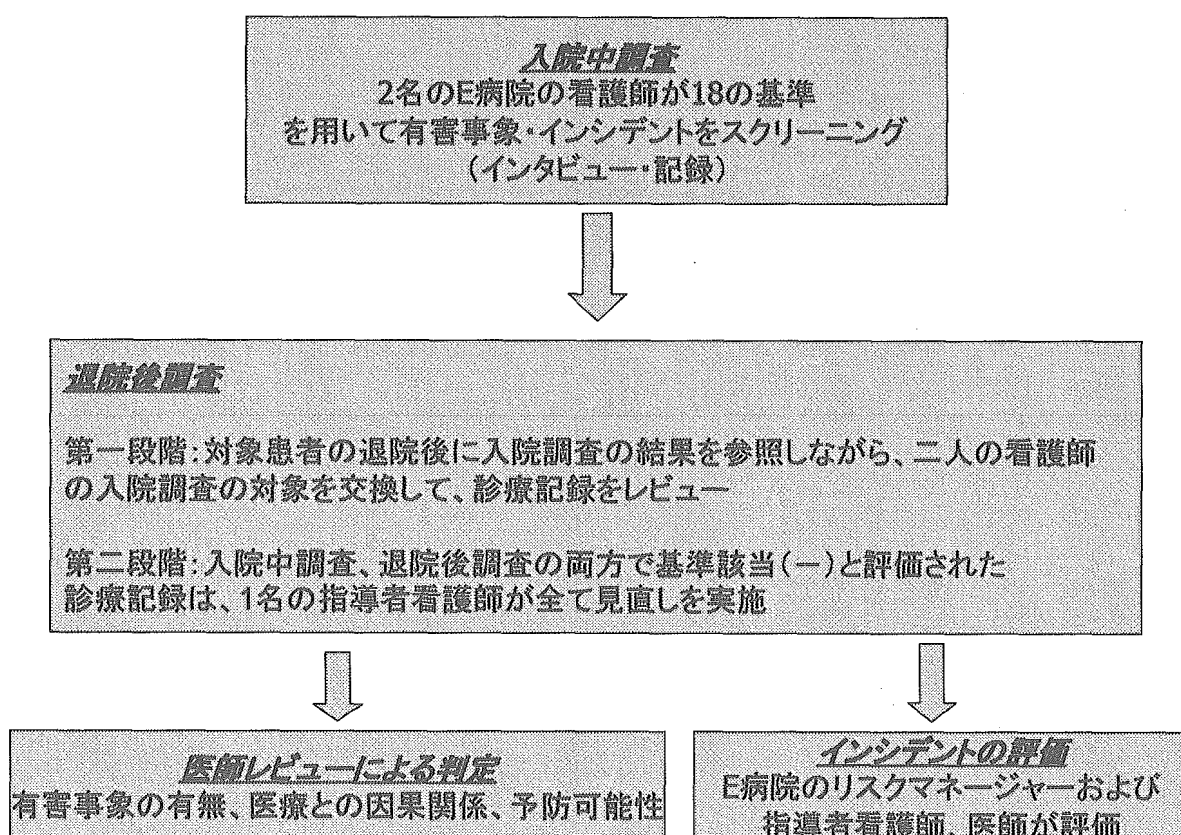 入院中調査
2名のE病院の看護師が18の基準
を用いて有害事象・インシデントをスクリーニング
（インタビュー・記録）
退院後調査
第一段階：対象患者の退院後に入院調査の結果を参照しながら、二人の看護師
の入院調査の対象を交換して、診療記録をレビュー
第二段階：入院中調査、退院後調査の両方で基準該当（－）と評価された
診療記録は、1名の指導者看護師が全て見直しを実施
医師レビューによる判定
有害事象の有無、医療との因果関係、予防可能性
インシデントの評価
E病院のリスクマネージャーおよび
指導者看護師、医師が評価